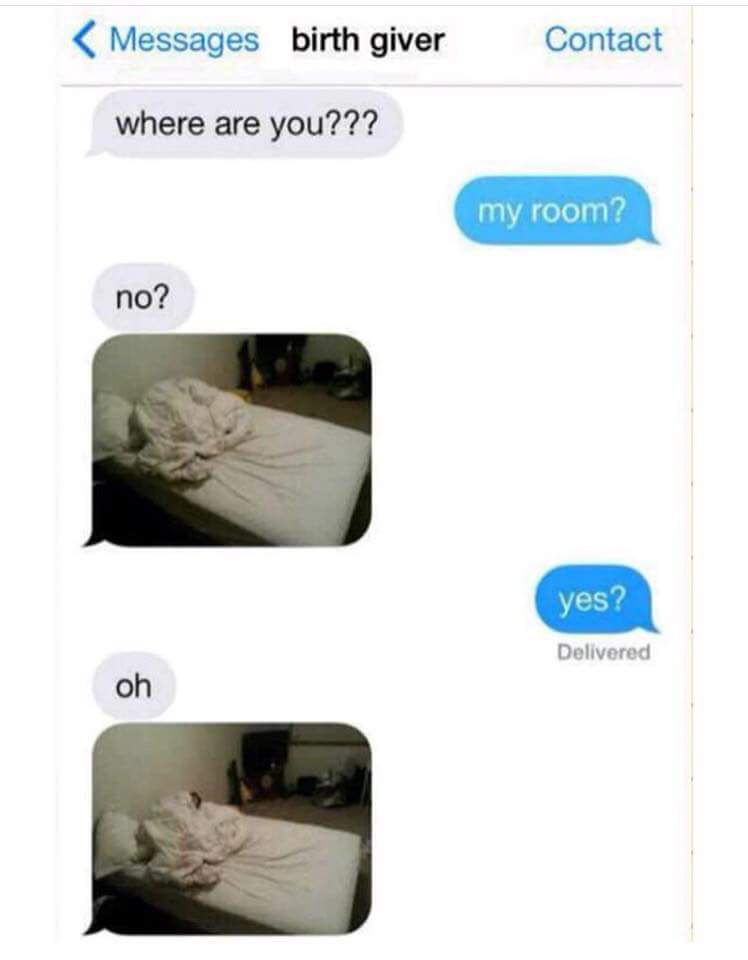 Messages birth giver Contact
where are you???
my room?
no?
yes?
Delivered
oh